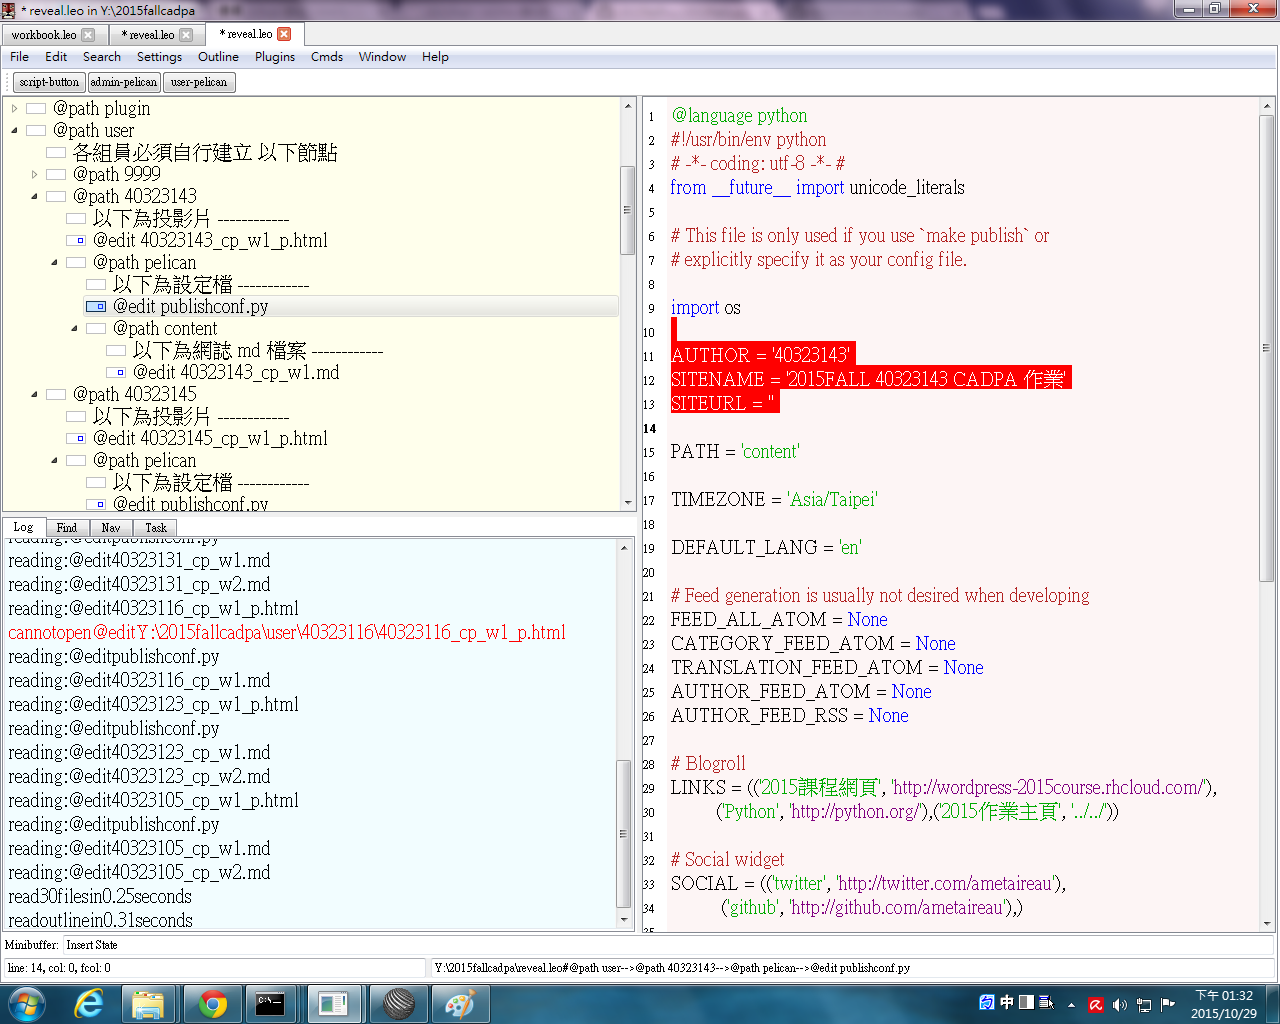 * reveal.leo in Y:\2015fallcadpa
workbook.leo
* reveal.leo
* reveal.leo
File Edit Search Settings Outline Plugins Cmds Window Help
script-button admin-pelican user-pelican
@path plugin
@path user
各組員必須自行建立 以下節點
@path 9999
@path 40323143
以下為投影片 ------------
@edit 40323143_cp_w1_p.html
@path pelican
以下為設定檔 ------------
@edit publishconf.py
@path content
以下為網誌 md 檔案 ------------
@edit 40323143_cp_w1.md
@path 40323145
以下為投影片 ------------
@edit 40323145_cp_w1_p.html
@path pelican
以下為設定檔 ------------
@edit publishconf.py
Log Find Nav Task
reading:@editpublishconf.py
reading:@edit40323131_cp_w1.md
reading:@edit40323131_cp_w2.md
reading:@edit40323116_cp_w1_p.html
cannotopen@editY:\2015fallcadpa\user\40323116\40323116_cp_w1_p.html
reading:@editpublishconf.py
reading:@edit40323116_cp_w1.md
reading:@edit40323123_cp_w1_p.html
reading:@editpublishconf.py
reading:@edit40323123_cp_w1.md
reading:@edit40323123_cp_w2.md
reading:@edit40323105_cp_w1_p.html
reading:@editpublishconf.py
reading:@edit40323105_cp_w1.md
reading:@edit40323105_cp_w2.md
read30filesin0.25seconds
readoutlinein0.31seconds
1 @language python
2 #!/usr/bin/env python
3 # -*- coding: utf-8 -*- #
4 from __future__ import unicode_literals
5
6 # This file is only used if you use `make publish` or
7 # explicitly specify it as your config file.
8
9 import os
10
11 AUTHOR = '40323143'
12 SITENAME = '2015FALL 40323143 CADPA 作業'
13 SITEURL = ''
14
15 PATH = 'content'
16
17 TIMEZONE = 'Asia/Taipei'
18
19 DEFAULT_LANG = 'en'
20
21 # Feed generation is usually not desired when developing
22 FEED_ALL_ATOM = None
23 CATEGORY_FEED_ATOM = None
24 TRANSLATION_FEED_ATOM = None
25 AUTHOR_FEED_ATOM = None
26 AUTHOR_FEED_RSS = None
27
28 # Blogroll
29 LINKS = (('2015課程網頁', 'http://wordpress-2015course.rhcloud.com/'),
30 ('Python', 'http://python.org/'),('2015作業主頁', '../../'))
31
32 # Social widget
33 SOCIAL = (('twitter', 'http://twitter.com/ametaireau'),
34 ('github', 'http://github.com/ametaireau'),)
35
Minibuffer: Insert State
line: 14, col: 0, fcol: 0
Y:\2015fallcadpa\reveal.leo#@path user-->@path 40323143-->@path pelican-->@edit publishconf.py
C:\
中
下午 01:32
2015/10/29